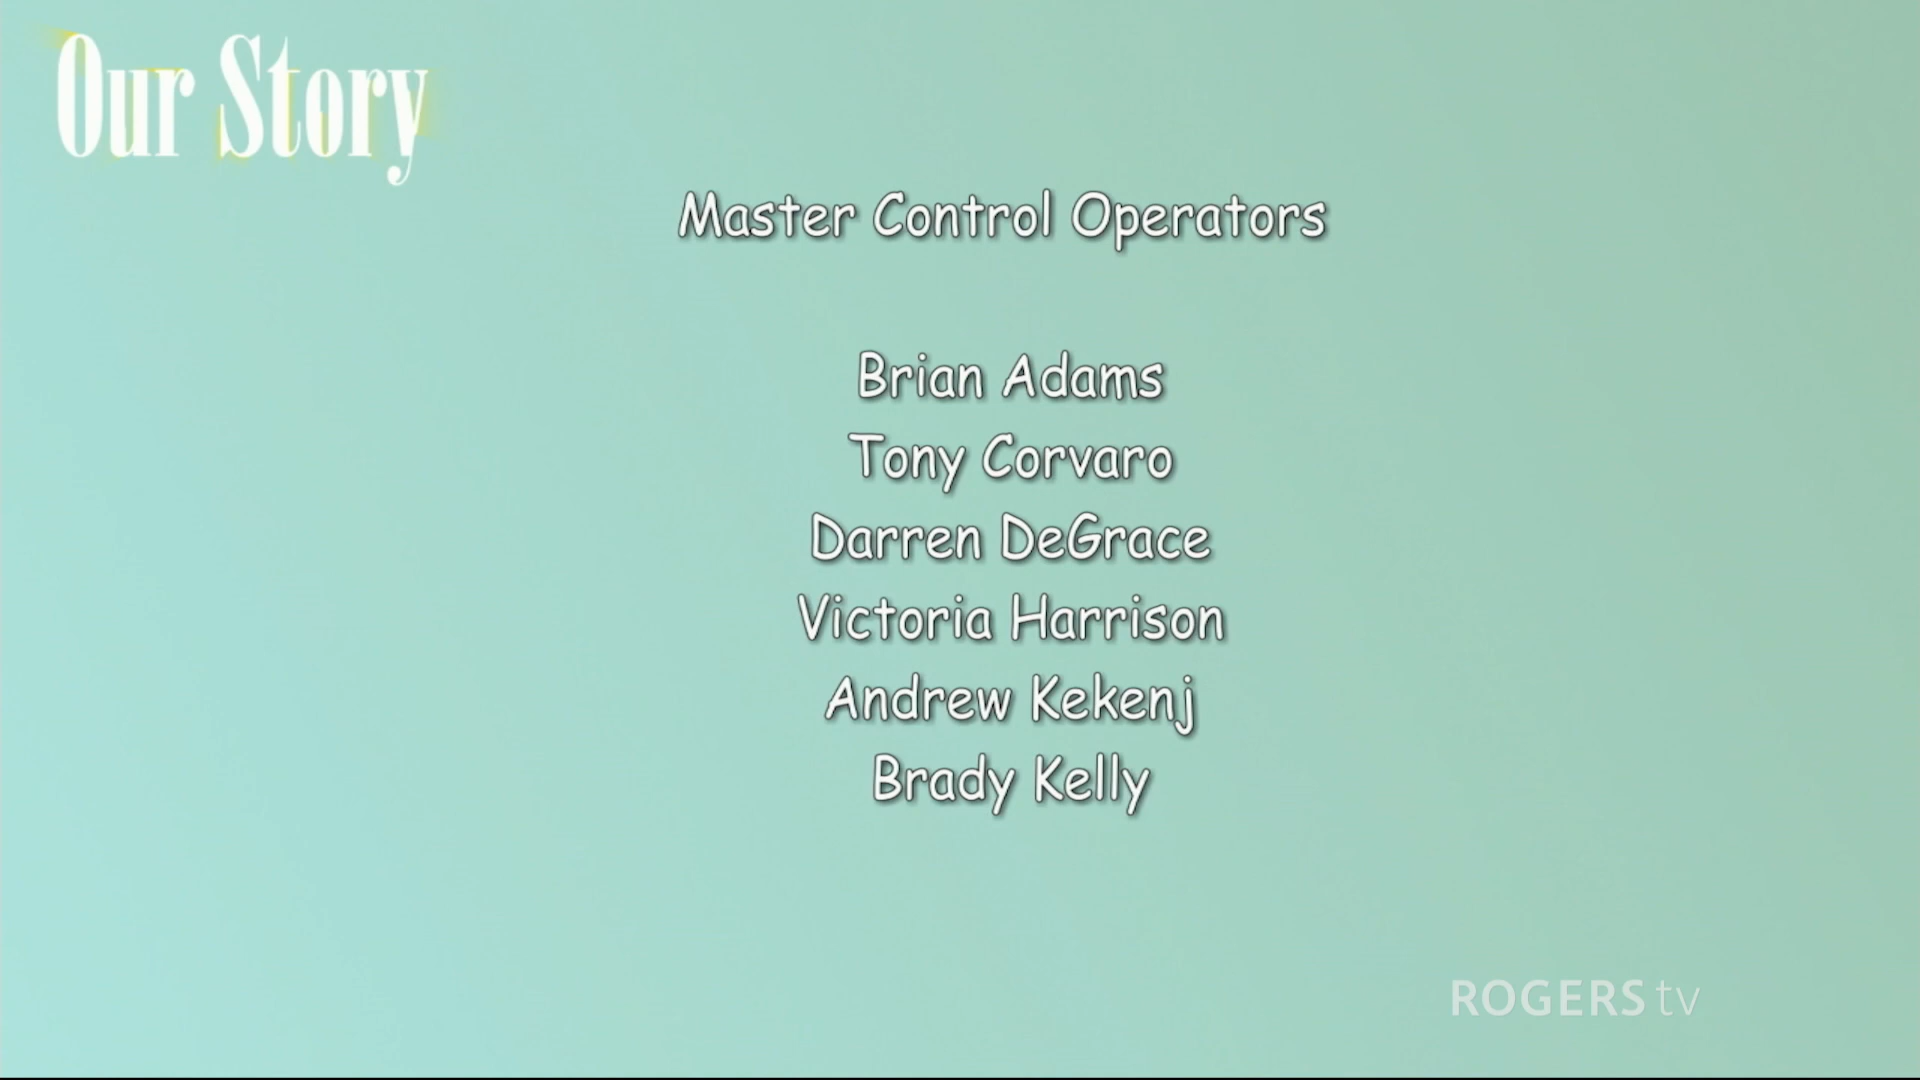 Our Story
Master Control Operators
Brian Adams
Tony Corvaro
Darren DeGrace
Victoria Harrison
Andrew Kekenj
Brady Kelly
ROGERS tv